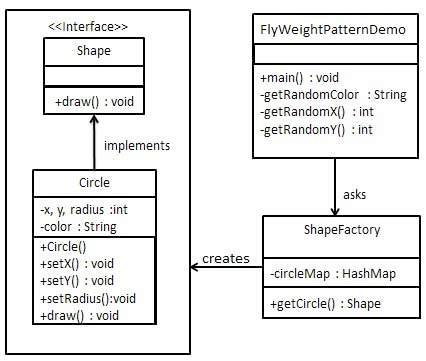 <<Interface>>
Shape
+draw() : void
implements
Circle
-x, y, radius :int
-color : String
+Circle()
+setX() : void
+setY() : void
+setRadius():void
+draw() : void
FlyWeightPatternDemo
+main() : void
-getRandomColor : String
-getRandomX() : int
-getRandomY() : int
asks
ShapeFactory
-circleMap : HashMap
+getCircle() : Shape
creates